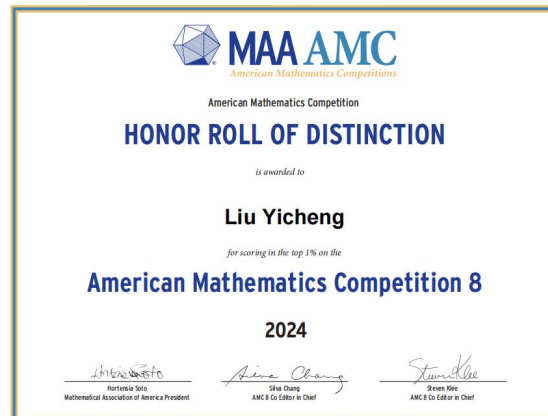 MAA AMC
American Mathematics Competitions
American Mathematics Competition
HONOR ROLL OF DISTINCTION
is awarded to
Liu Yicheng
for scoring in the top 1% on the
American Mathematics Competition 8
2024
Hortensia Soto
Mathematical Association of America President
Silva Chang
AMC 8 Co Editor in Chief
Steven Klee
AMC 8 Co Editor in Chief